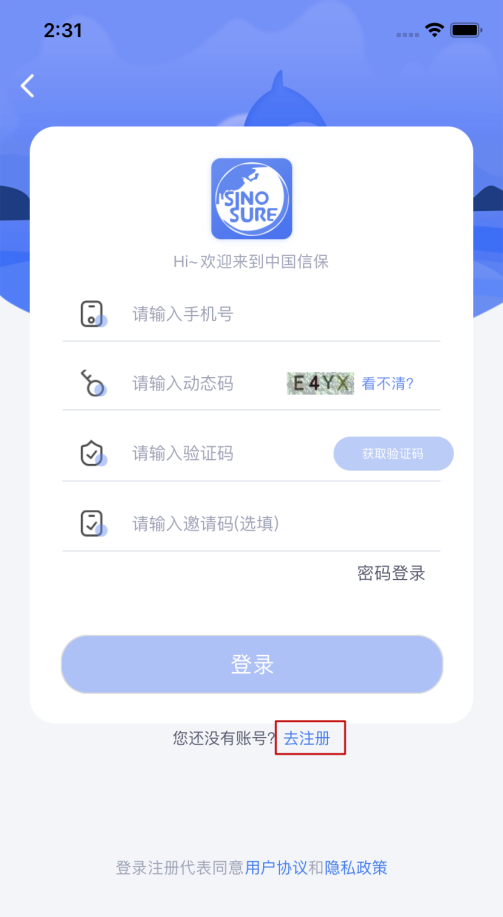 2:31
SINO
SURE
Hi~欢迎来到中国信保
请输入手机号
请输入动态码 E4YX 看不清?
请输入验证码 获取验证码
请输入邀请码(选填)
密码登录
登录
您还没有账号?去注册
登录注册代表同意用户协议和隐私政策